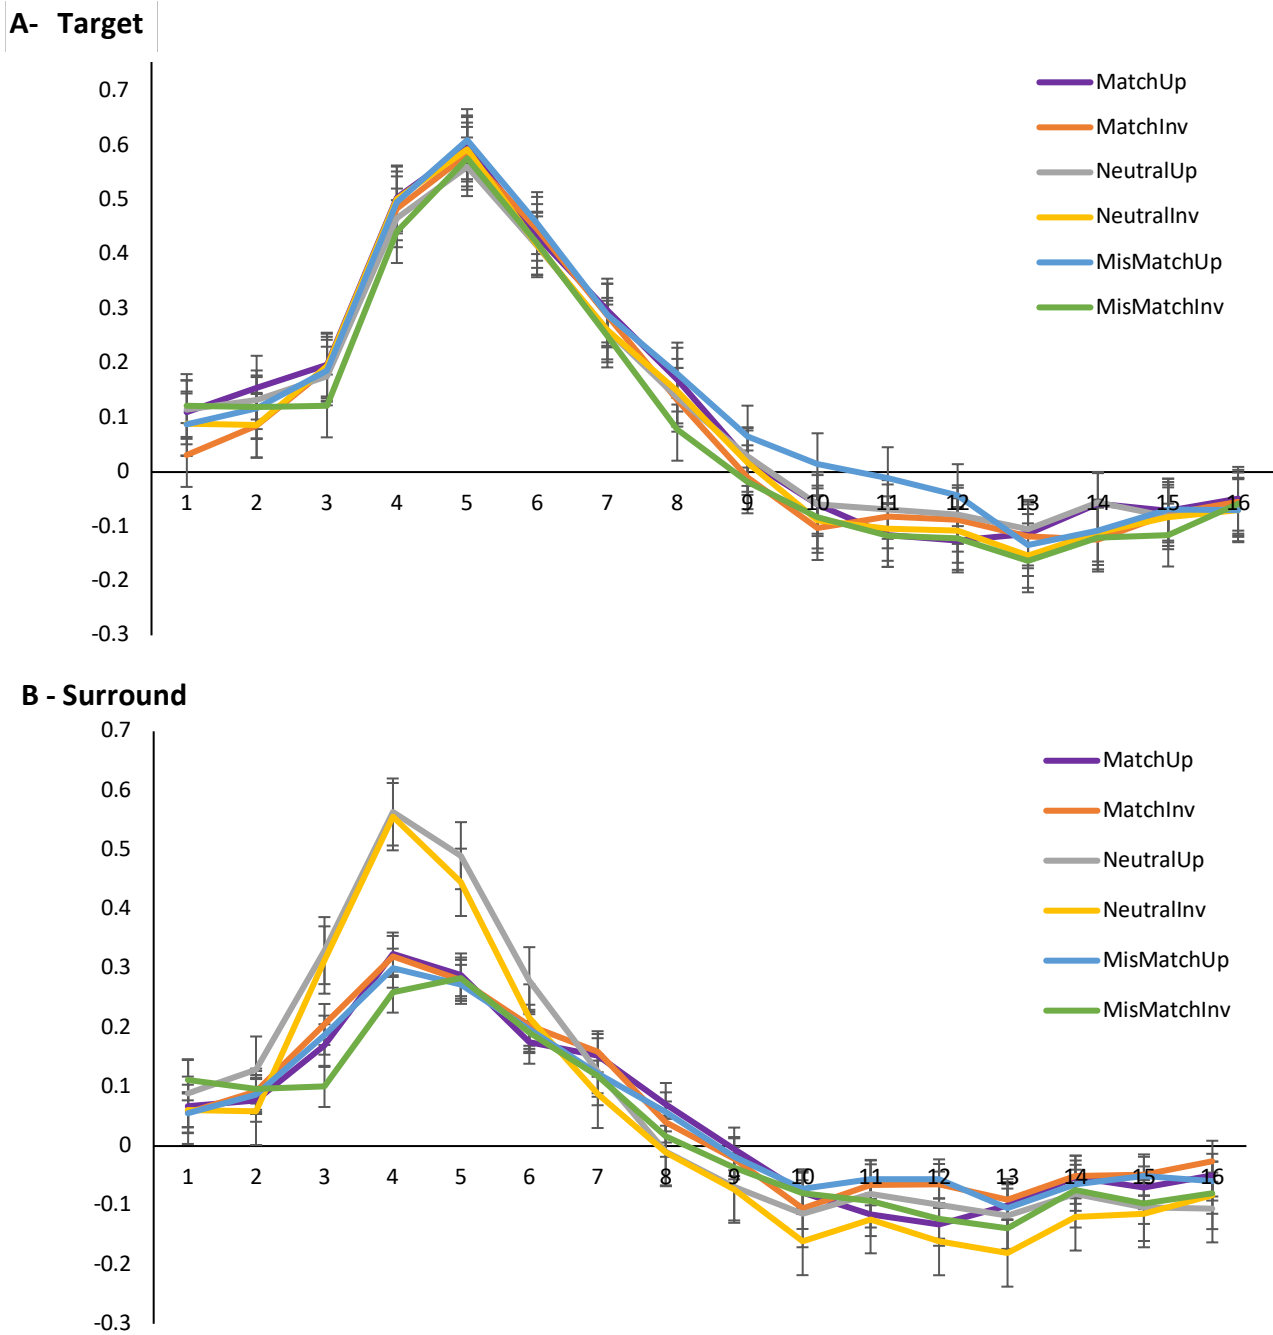 A- Target
0.7
0.6
0.5
0.4
0.3
0.2
0.1
0
-0.1
-0.2
-0.3
1 2 3 4 5 6 7 8 9 10 11 12 13 14 15 16
MatchUp
MatchInv
NeutralUp
NeutralInv
MisMatchUp
MisMatchInv
B - Surround
0.7
0.6
0.5
0.4
0.3
0.2
0.1
0
-0.1
-0.2
-0.3
1 2 3 4 5 6 7 8 9 10 11 12 13 14 15 16
MatchUp
MatchInv
NeutralUp
NeutralInv
MisMatchUp
MisMatchInv